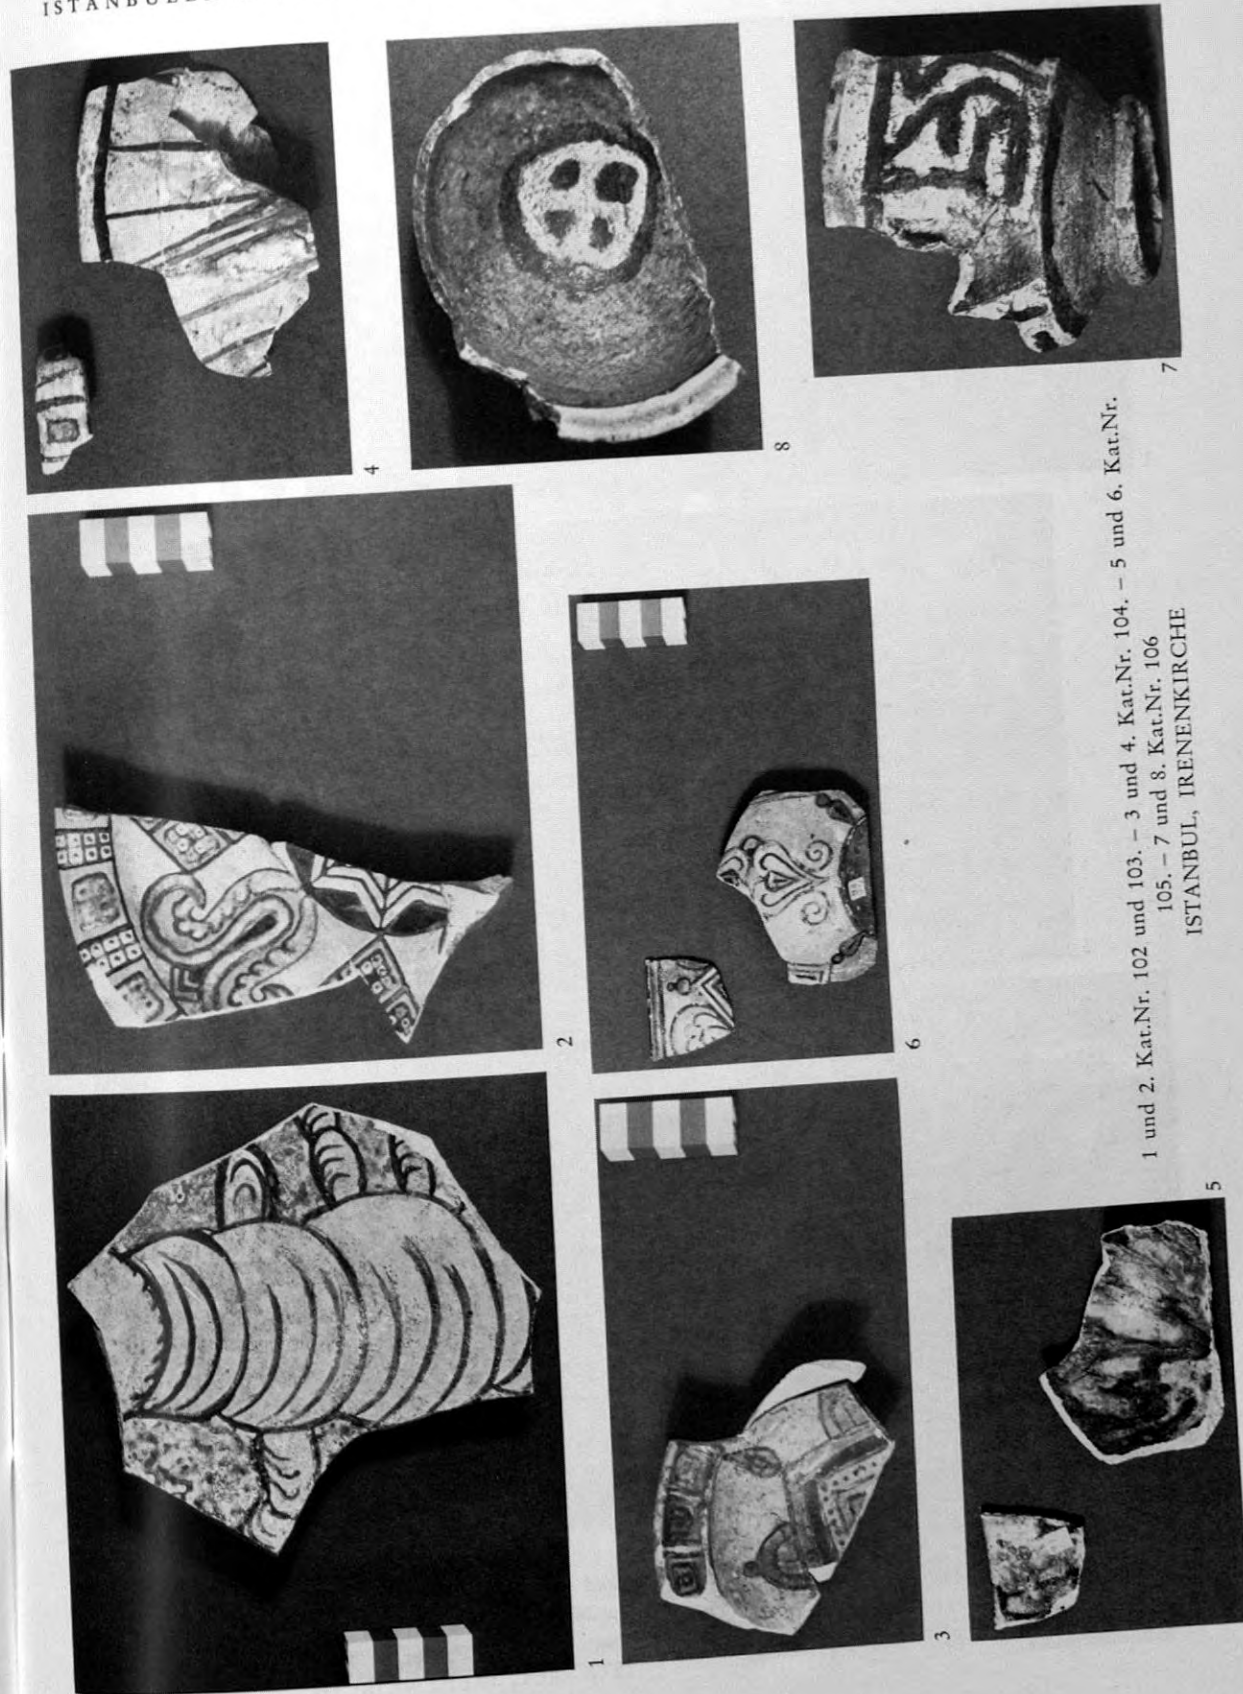 1
2
3
4
5
6
7
8
1 und 2. Kat.Nr. 102 und 103. – 3 und 4. Kat.Nr. 104. – 5 und 6. Kat.Nr.
105. – 7 und 8. Kat.Nr. 106
ISTANBUL, IRENENKIRCHE